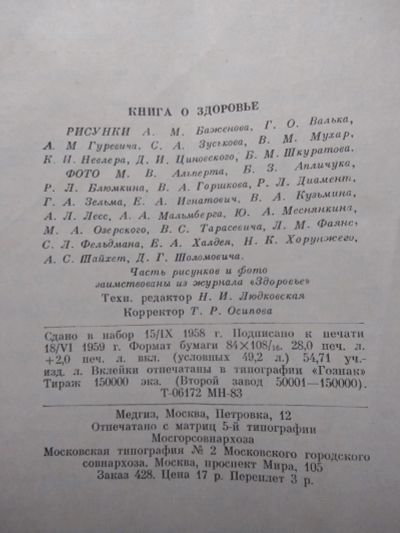 КНИГА О ЗДОРОВЬЕ
РИСУНКИ А. М. Баженова, Г. О. Валька,
А. М Гуревича, С. А. Зуськова, В. М. Мухар,
К. И. Невлера, Д. И. Циновского, Б. М. Шкуратова.
ФОТО М. В. Альперта, Б. З. Апличука,
Р. Л. Блюмкина, В. А. Горшкова, Р. Л. Диамент,
Г. А. Зельма, Е. А. Игнатович, В. А. Кузьмина,
А. Л. Лесс, А. А. Мальмберга, Ю. А. Меснянкина,
М. А. Озерского, В. С. Тарасевича, Л. М. Фаянс,
С. Л. Фельдмана, Е. А. Халдея, Н. К. Хорунжего,
А. С. Шайхет, Д. Г. Шоломовича.
Часть рисунков и фото
заимствованы из журнала «Здоровье»
Техн. редактор Н. И. Людковская
Корректор Т. Р. Осипова
Сдано в набор 15/IX 1958 г. Подписано к печати
18/VI 1959 г. Формат бумаги 84×108/16. 28,0 печ. л.
+2,0 печ. л. вкл. (условных 49,2 л.) 54,71 уч.-
изд. л. Вклейки отпечатаны в типографии «Гознак»
Тираж 150000 экз. (Второй завод 50001—150000).
Т-06172 МН-83
Медгиз, Москва, Петровка, 12
Отпечатано с матриц 5-й типографии
Мосгорсовнархоза
Московская типография № 2 Московского городского
совнархоза. Москва, проспект Мира, 105
Заказ 428. Цена 17 р. Переплет 3 р.